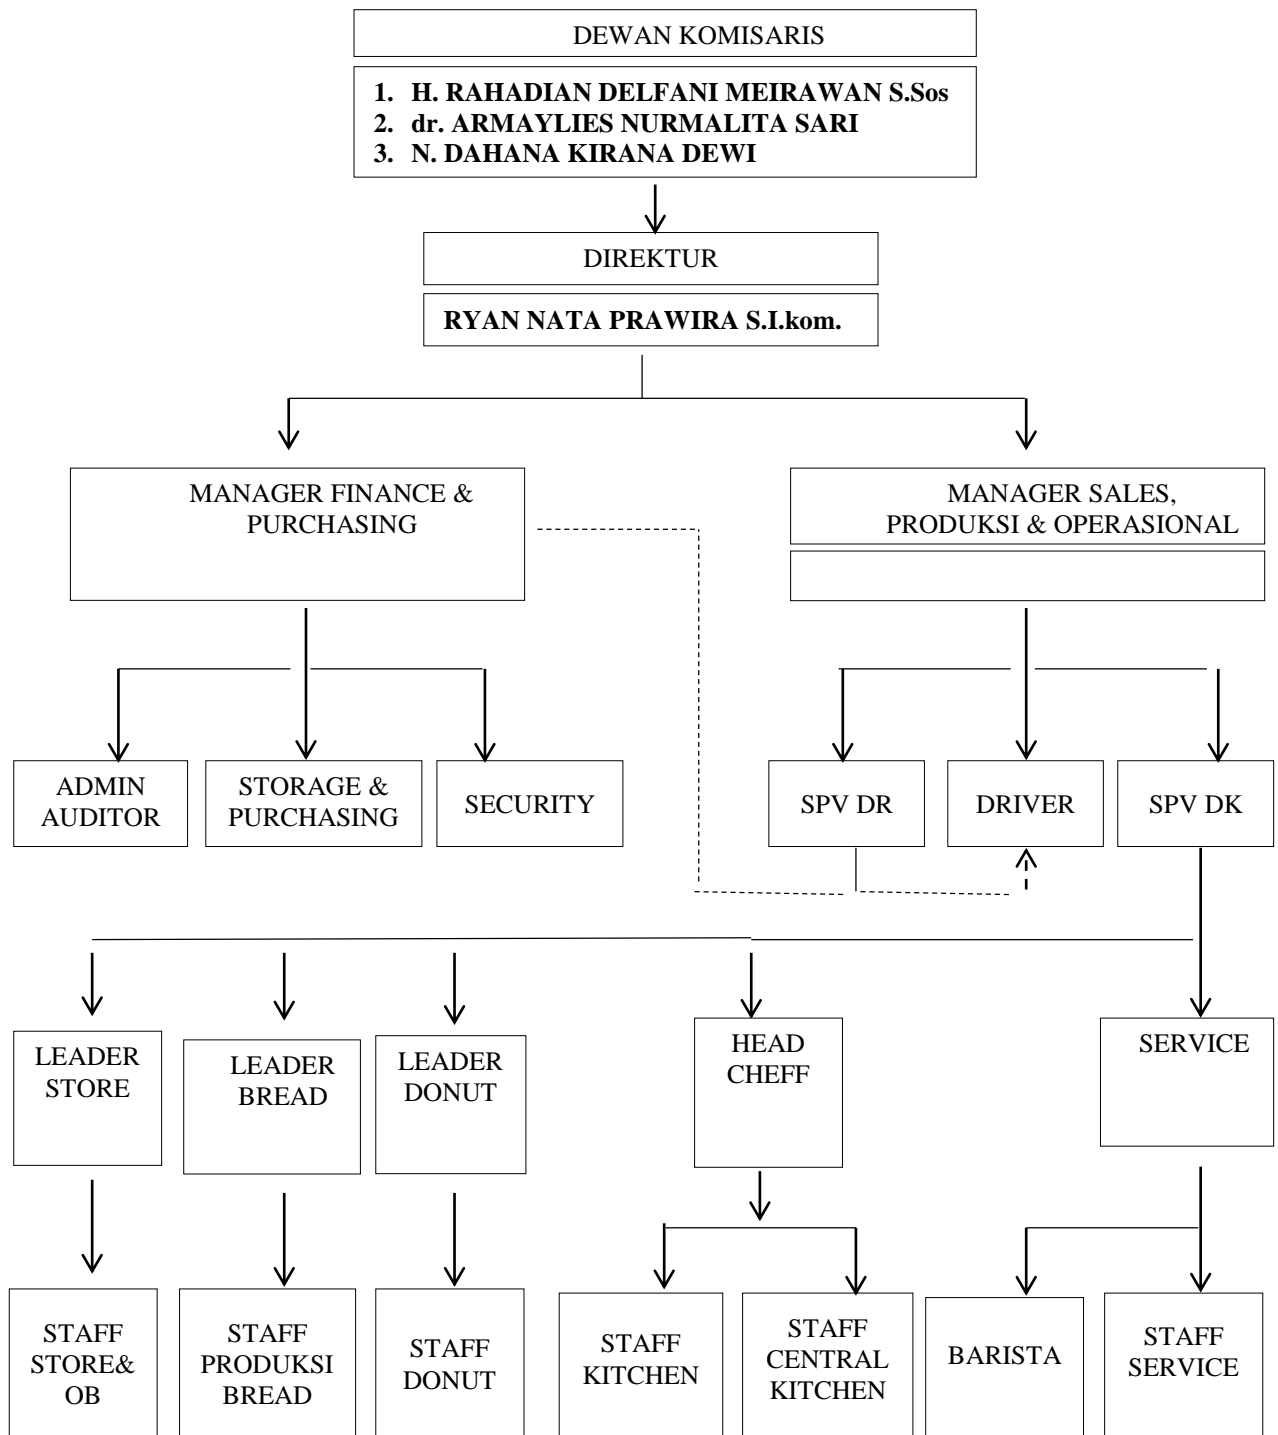 DEWAN KOMISARIS
1. H. RAHADIAN DELFANI MEIRAWAN S.Sos
2. dr. ARMAYLIES NURMALITA SARI
3. N. DAHANA KIRANA DEWI
DIREKTUR
RYAN NATA PRAWIRA S.I.kom.
MANAGER FINANCE &
PURCHASING
MANAGER SALES,
PRODUKSI & OPERASIONAL
ADMIN
AUDITOR
STORAGE &
PURCHASING
SECURITY
SPV DR
DRIVER
SPV DK
LEADER
STORE
LEADER
BREAD
LEADER
DONUT
HEAD
CHEFF
SERVICE
STAFF
STORE&
OB
STAFF
PRODUKSI
BREAD
STAFF
DONUT
STAFF
KITCHEN
STAFF
CENTRAL
KITCHEN
BARISTA
STAFF
SERVICE